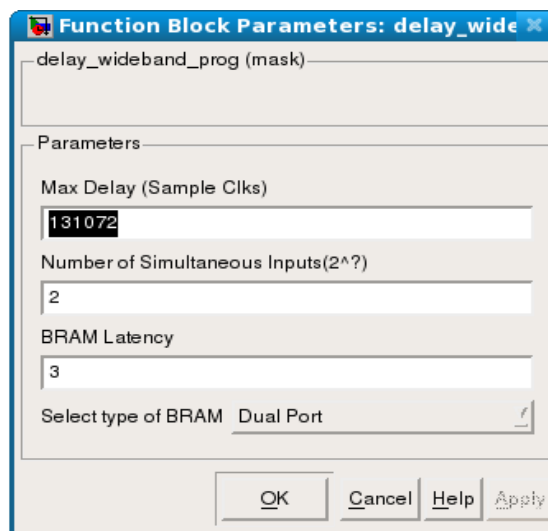 Function Block Parameters: delay_wide
delay_wideband_prog (mask)
Parameters
Max Delay (Sample Clks)
131072
Number of Simultaneous Inputs(2^?)
2
BRAM Latency
3
Select type of BRAM Dual Port
OK Cancel Help Apply